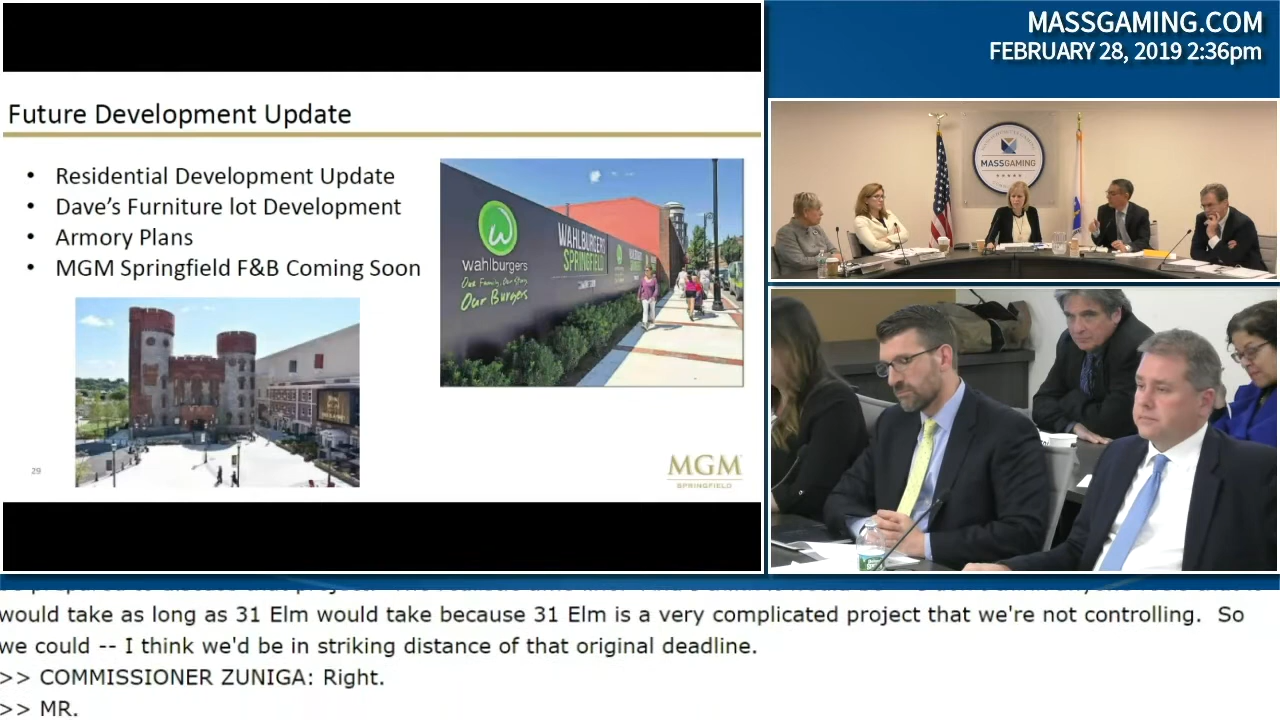 MASSGAMING.COM
FEBRUARY 28, 2019 2:36pm
Future Development Update
• Residential Development Update
• Dave's Furniture lot Development
• Armory Plans
• MGM Springfield F&B Coming Soon
wahlburgers
Our Family, Our Story,
Our Burgers
WAHLBURGERS
SPRINGFIELD
29
MGM
SPRINGFIELD
MASSGAMING
would take as long as 31 Elm would take because 31 Elm is a very complicated project that we're not controlling. So
we could -- I think we'd be in striking distance of that original deadline.
>> COMMISSIONER ZUNIGA: Right.
>> MR.